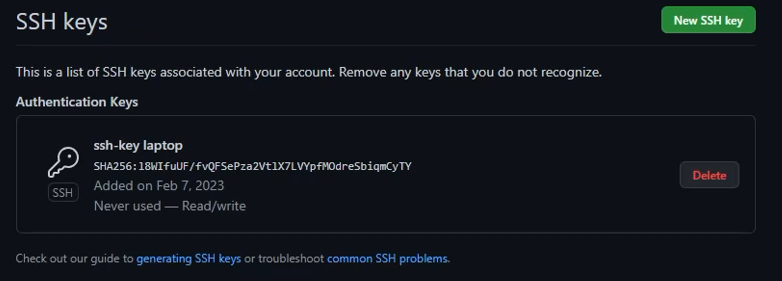 SSH keys
New SSH key
This is a list of SSH keys associated with your account. Remove any keys that you do not recognize.
Authentication Keys
ssh-key laptop
SHA256:18WIfuUF/fvQFSePza2Vt1X7LVYpfMOdreSbiqmCyTY
Added on Feb 7, 2023
Never used — Read/write
SSH
Delete
Check out our guide to generating SSH keys or troubleshoot common SSH problems.